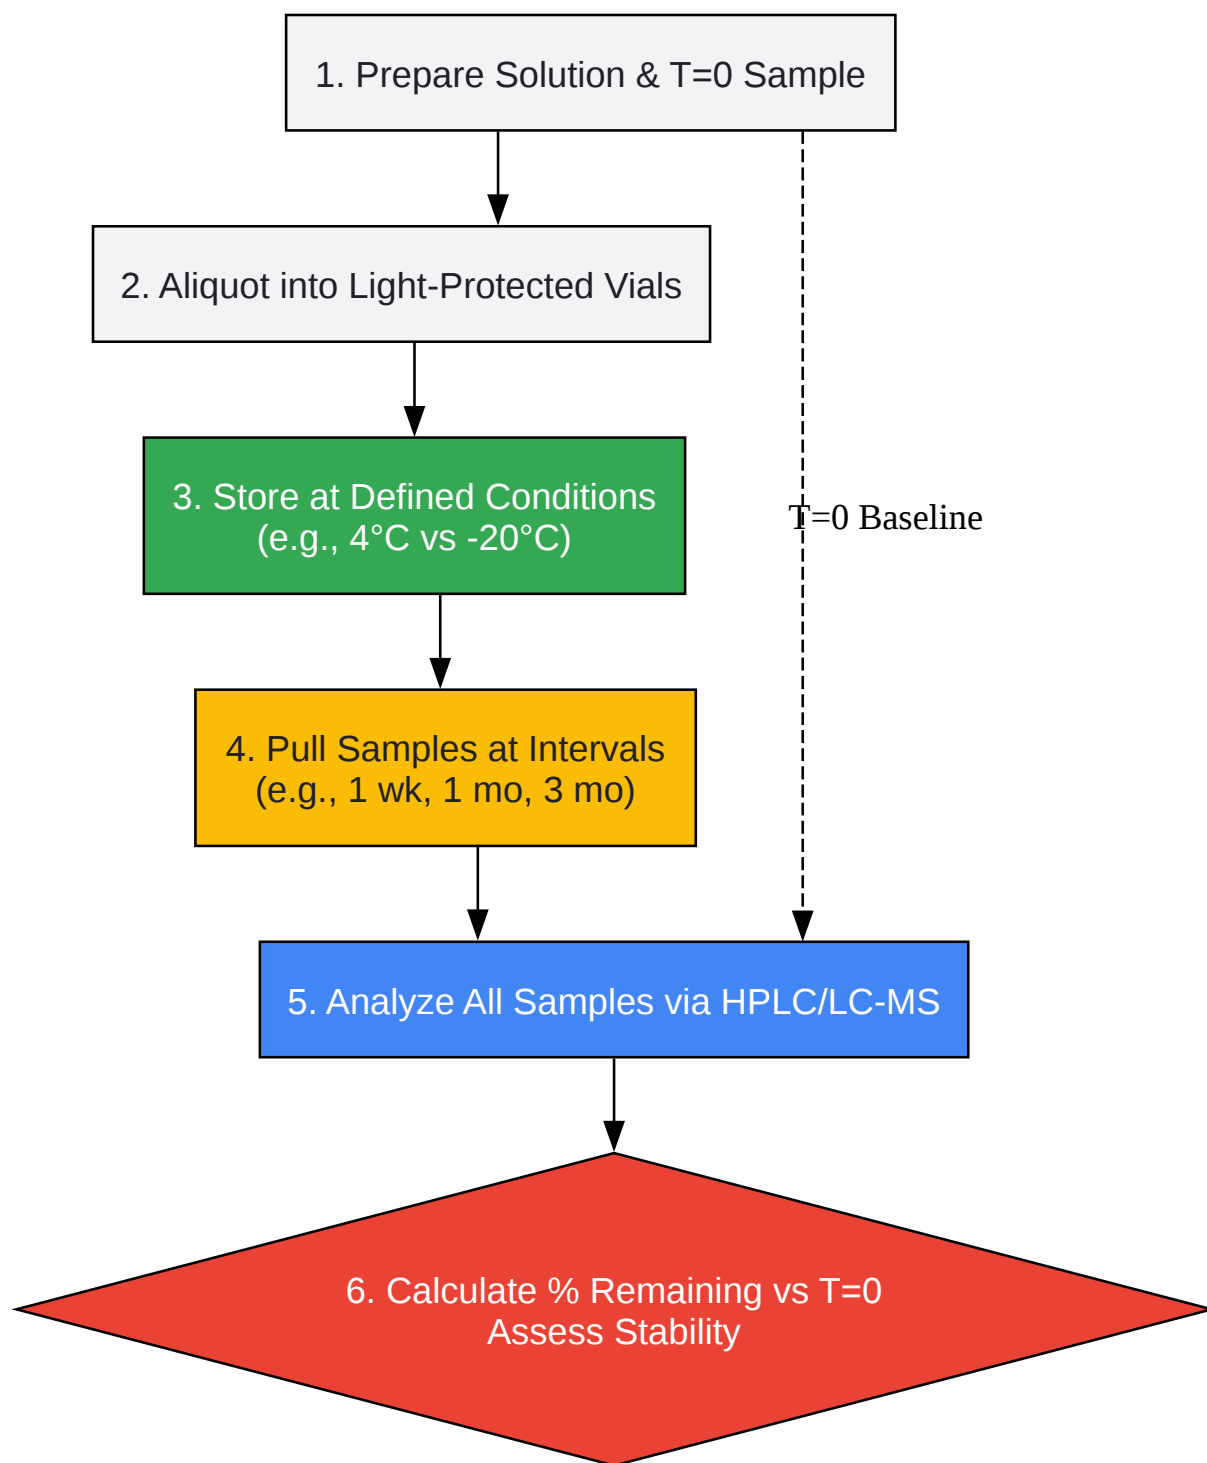 1. Prepare Solution & T=0 Sample
2. Aliquot into Light-Protected Vials
3. Store at Defined Conditions
(e.g., 4°C vs -20°C)
T=0 Baseline
4. Pull Samples at Intervals
(e.g., 1 wk, 1 mo, 3 mo)
5. Analyze All Samples via HPLC/LC-MS
6. Calculate % Remaining vs T=0
Assess Stability